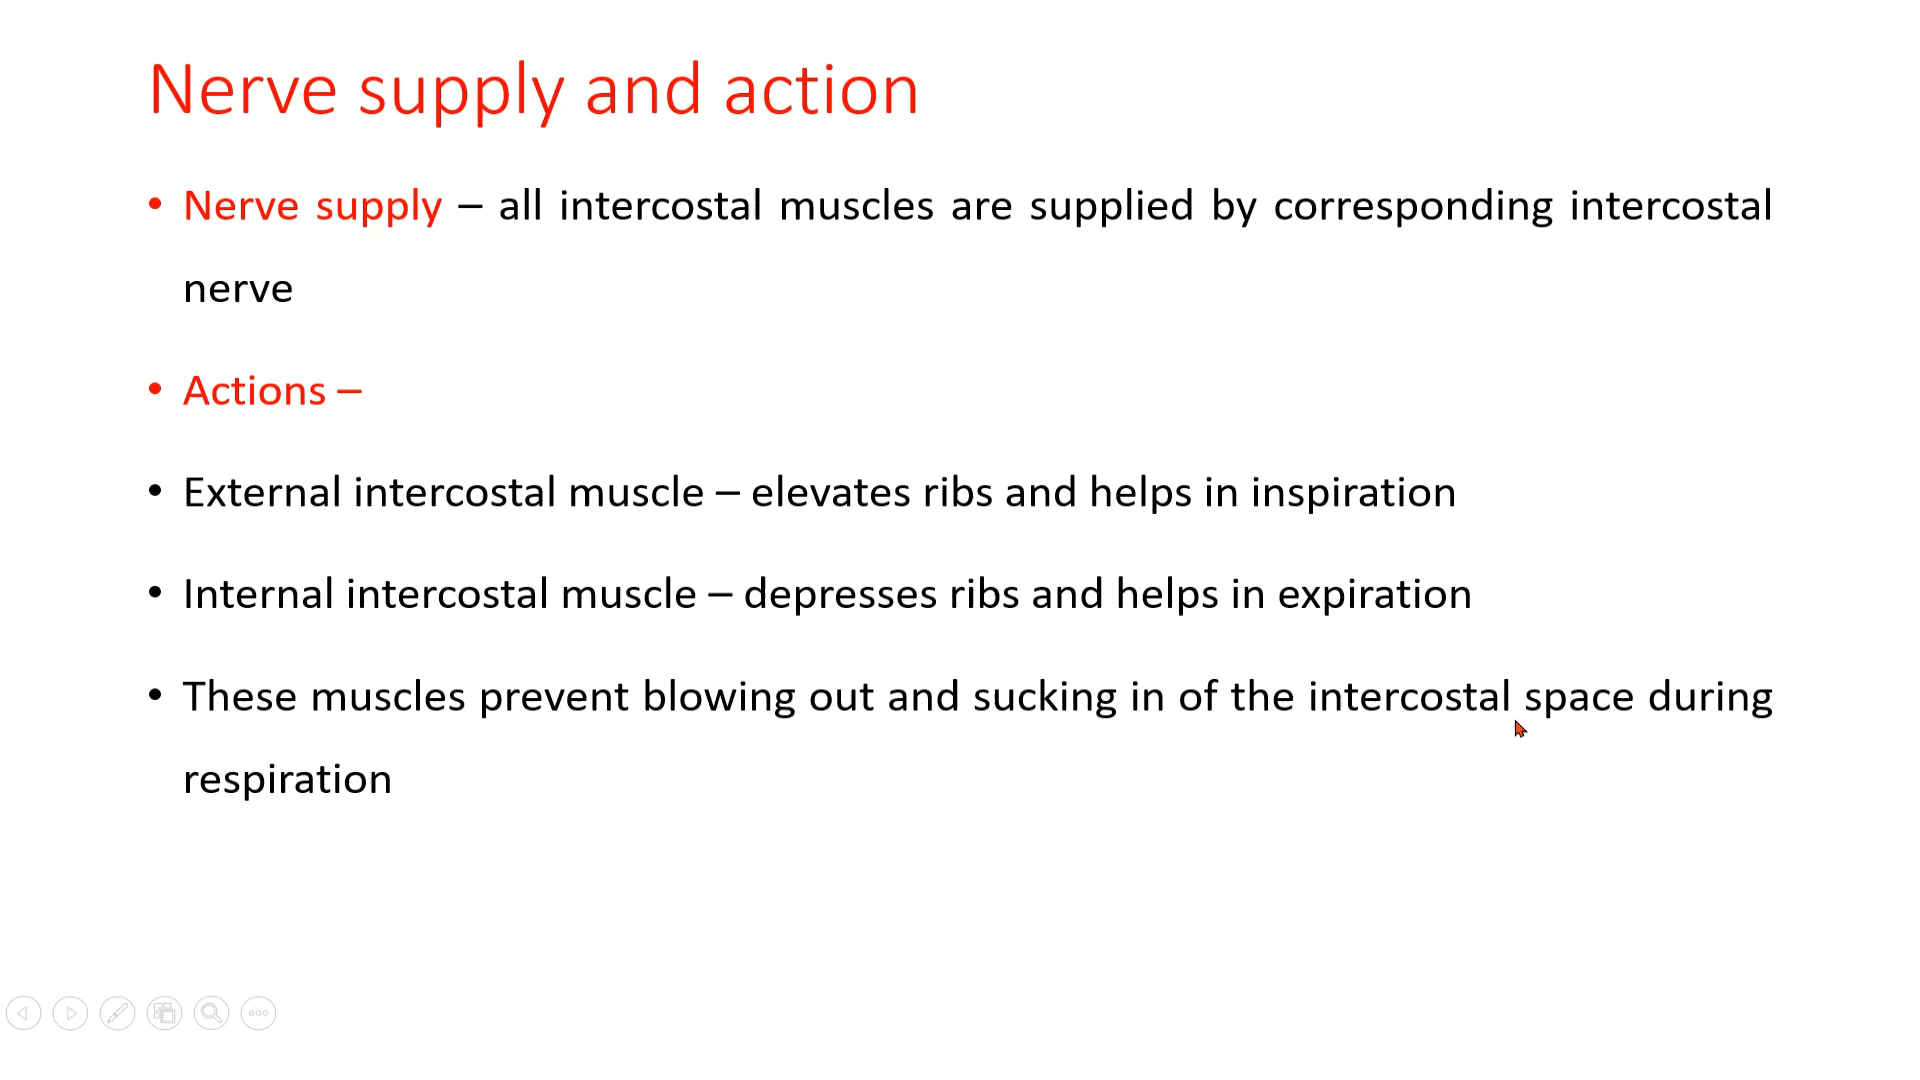 Nerve supply and action
• Nerve supply – all intercostal muscles are supplied by corresponding intercostal
nerve
• Actions –
• External intercostal muscle – elevates ribs and helps in inspiration
• Internal intercostal muscle – depresses ribs and helps in expiration
• These muscles prevent blowing out and sucking in of the intercostal space during
respiration